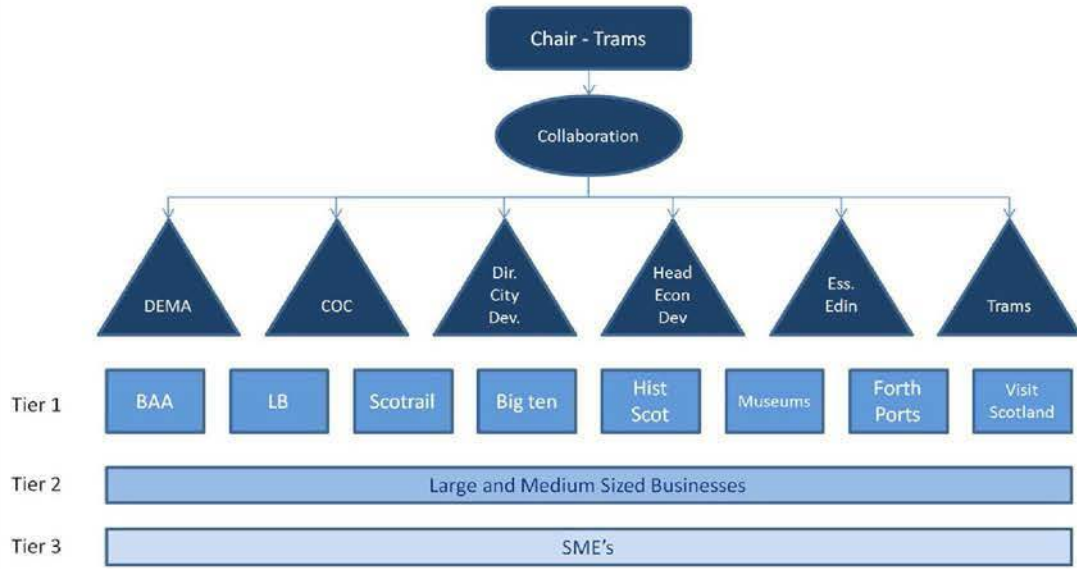 Chair - Trams
Collaboration
DEMA
COC
Dir.
City
Dev.
Head
Econ
Dev
Ess.
Edin
Trams
Tier 1
BAA
LB
Scotrail
Big ten
Hist
Scot
Museums
Forth
Ports
Visit
Scotland
Tier 2
Large and Medium Sized Businesses
Tier 3
SME's